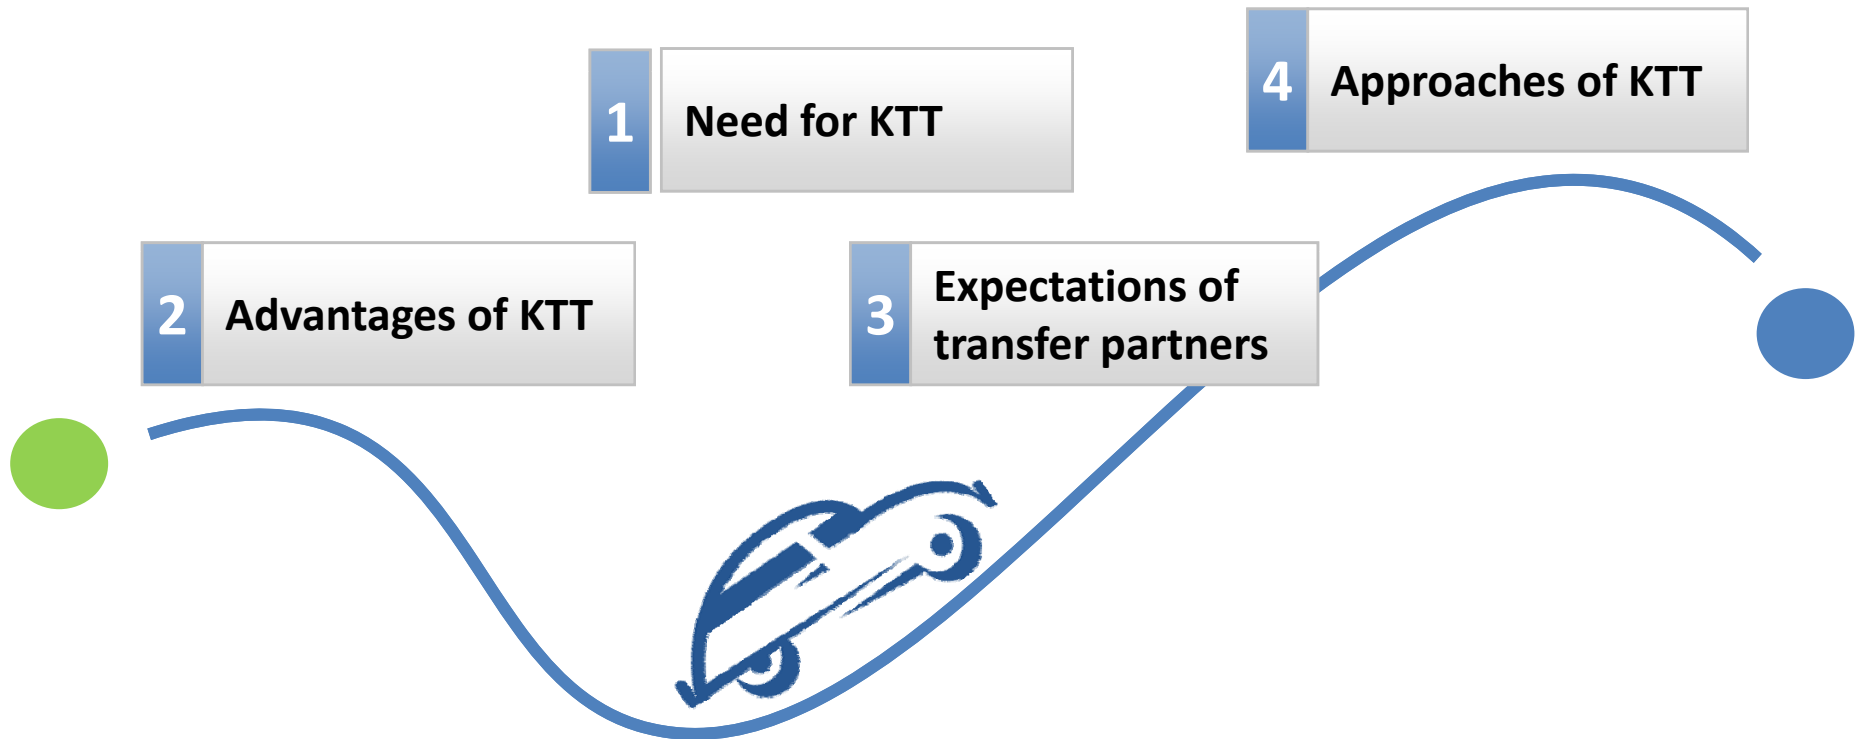 1
Need for KTT
2
Advantages of KTT
3
Expectations of
transfer partners
4
Approaches of KTT